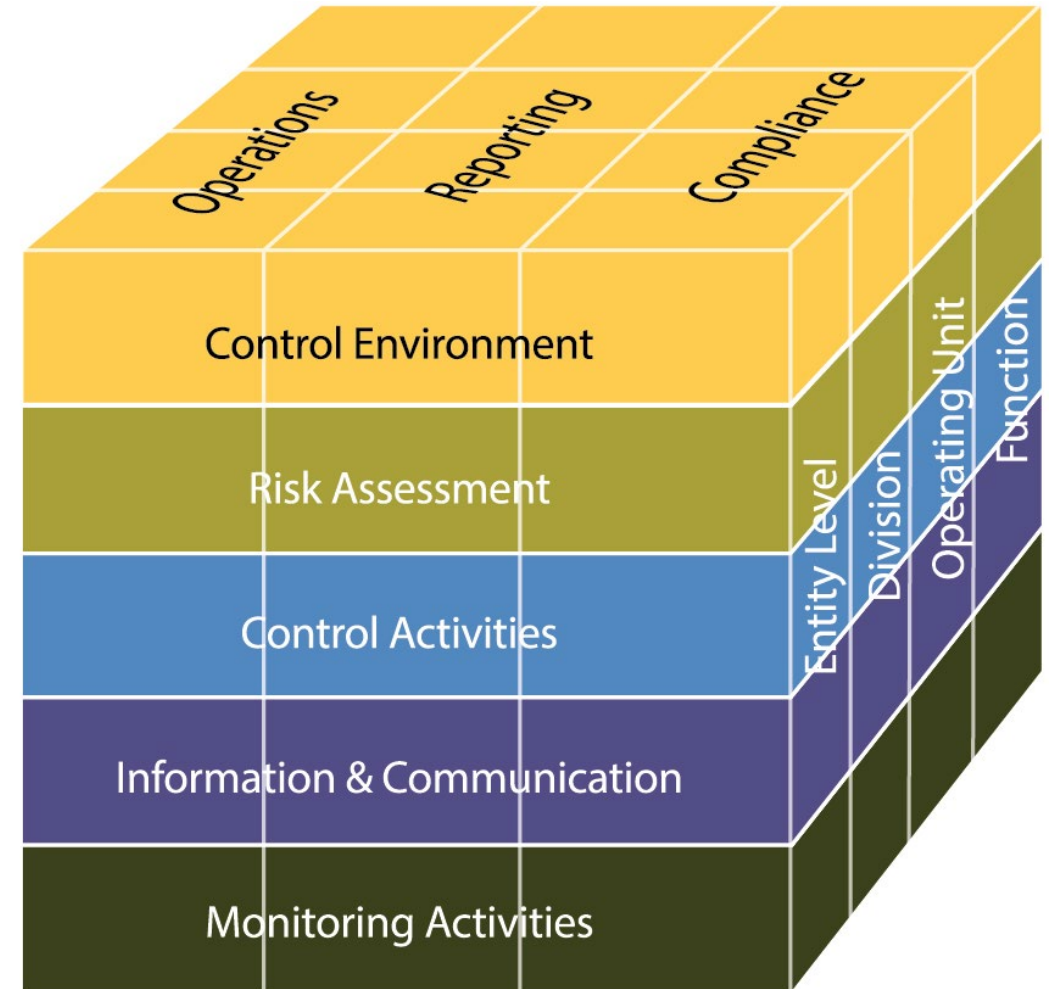 Operations
Reporting
Compliance
Control Environment
Risk Assessment
Control Activities
Information & Communication
Monitoring Activities
Entity Level
Division
Operating Unit
Function